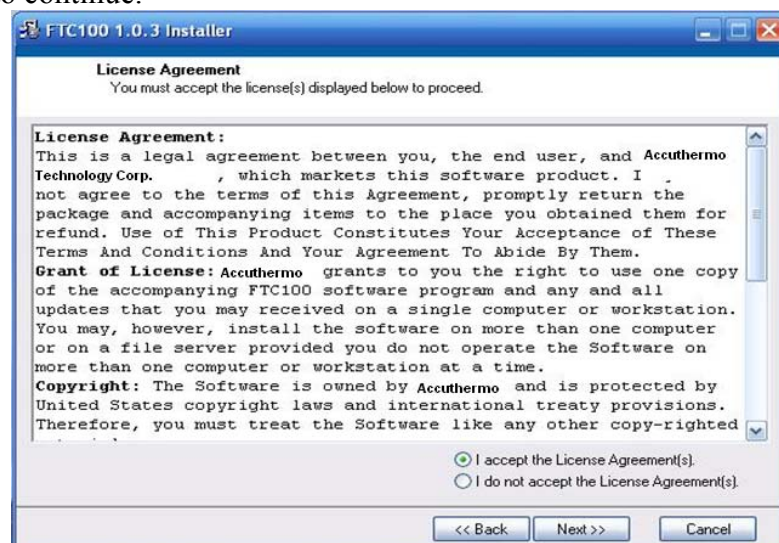 to continue.
FTC100 1.0.3 Installer
License Agreement
You must accept the license(s) displayed below to proceed.
License Agreement:
This is a legal agreement between you, the end user, and Accuthermo
Technology Corp. , which markets this software product. I
not agree to the terms of this Agreement, promptly return the
package and accompanying items to the place you obtained them for
refund. Use of This Product Constitutes Your Acceptance of These
Terms And Conditions And Your Agreement To Abide By Them.
Grant of License: Accuthermo grants to you the right to use one copy
of the accompanying FTC100 software program and any and all
updates that you may received on a single computer or workstation.
You may, however, install the software on more than one computer
or on a file server provided you do not operate the Software on
more than one computer or workstation at a time.
Copyright: The Software is owned by Accuthermo and is protected by
United States copyright laws and international treaty provisions.
Therefore, you must treat the Software like any other copy-righted
I accept the License Agreement(s).
I do not accept the License Agreement(s).
<< Back Next >> Cancel